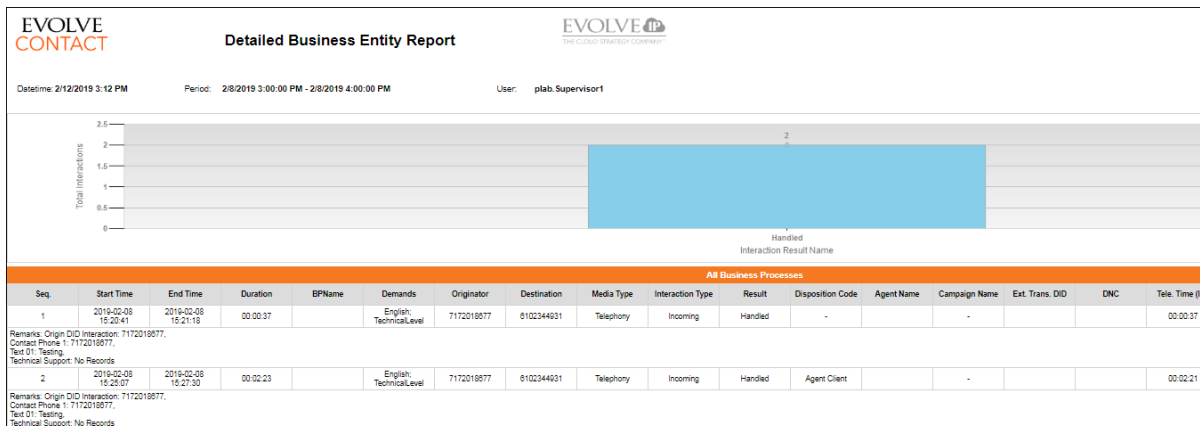 EVOLVE
CONTACT
Detailed Business Entity Report
EVOLVE IP
THE CLOUD STRATEGY COMPANY
Datetime: 2/12/2019 3:12 PM Period: 2/8/2019 3:00:00 PM - 2/8/2019 4:00:00 PM User: plab.Supervisor1
Total Interactions
2.5
2
1.5
1
0.5
0
2
Handled
Interaction Result Name
All Business Processes
Seq. Start Time End Time Duration BPName Demands Originator Destination Media Type Interaction Type Result Disposition Code Agent Name Campaign Name Ext. Trans. DID DNC Tele. Time (
1 2019-02-08 15:20:41 2019-02-08 15:21:18 00:00:37 English; TechnicalLevel 7172018677 6102344931 Telephony Incoming Handled - - 00:00:37
Remarks: Origin DID Interaction: 7172018677,
Contact Phone 1: 7172018677,
Text 01: Testing,
Technical Support: No Records
2 2019-02-08 15:25:07 2019-02-08 15:27:30 00:02:23 English; TechnicalLevel 7172018677 6102344931 Telephony Incoming Handled Agent Client - 00:02:21
Remarks: Origin DID Interaction: 7172018677,
Contact Phone 1: 7172018677,
Text 01: Testing,
Technical Support: No Records